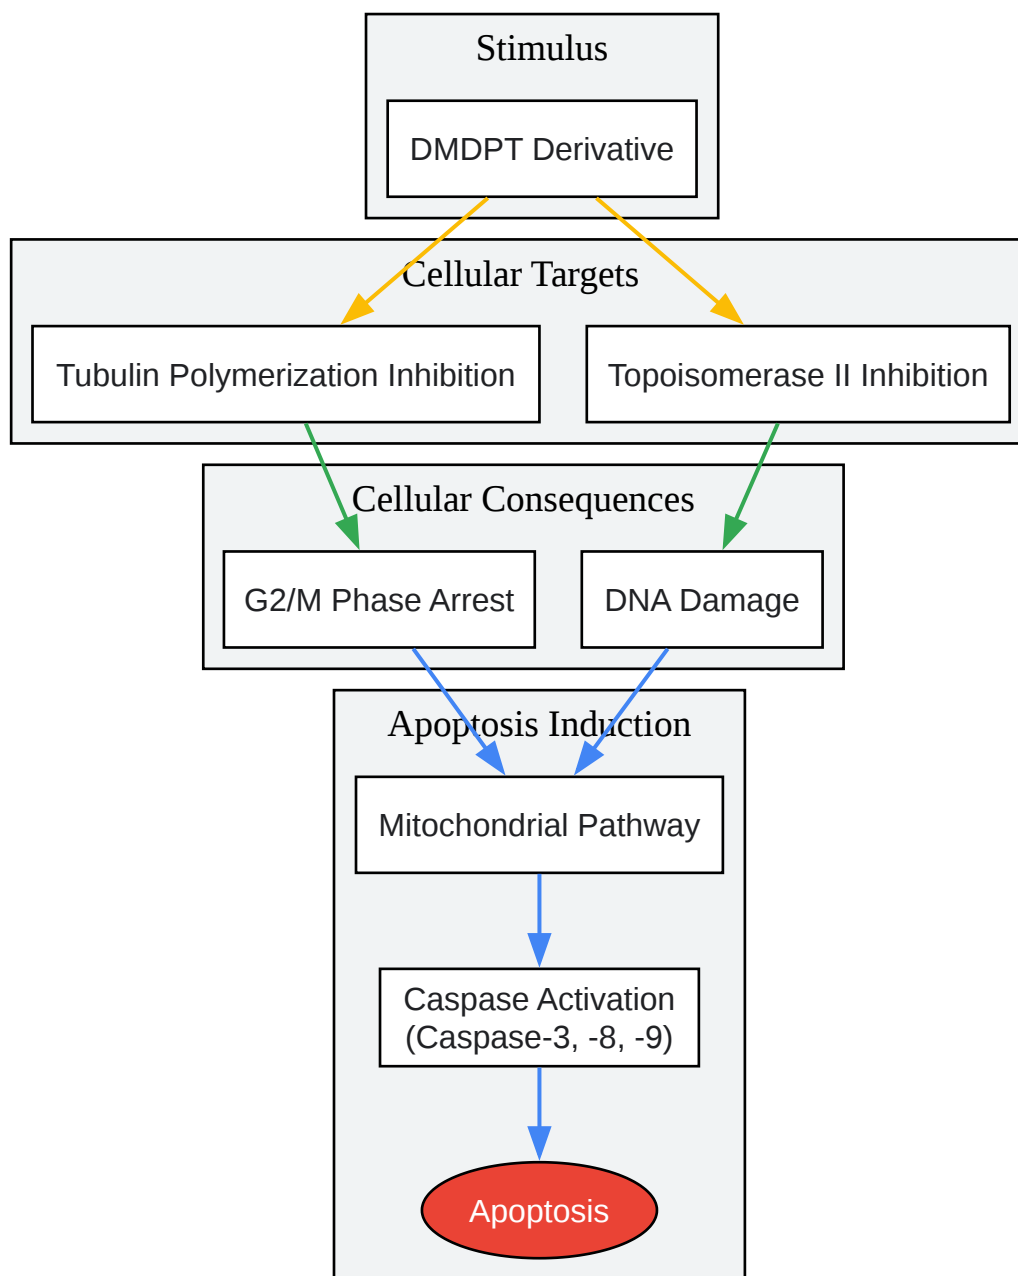 Stimulus
DMDPT Derivative
Cellular Targets
Tubulin Polymerization Inhibition
Topoisomerase II Inhibition
Cellular Consequences
G2/M Phase Arrest
DNA Damage
Apoptosis Induction
Mitochondrial Pathway
Caspase Activation
(Caspase-3, -8, -9)
Apoptosis